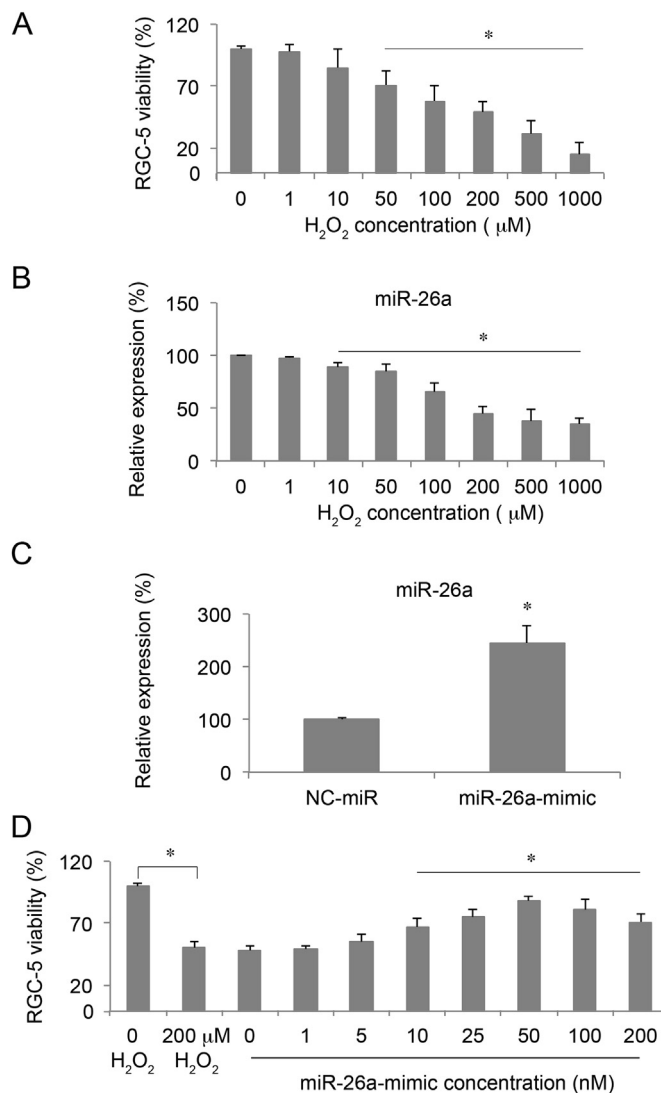 A
RGC-5 viability (%)
120
70
20
0
*
0 1 10 50 100 200 500 1000
H₂O₂ concentration ( μM)
B
miR-26a
Relative expression (%)
150
100
50
0
*
0 1 10 50 100 200 500 1000
H₂O₂ concentration ( μM)
C
miR-26a
Relative expression (%)
300
200
100
0
*
NC-miR miR-26a-mimic
D
RGC-5 viability (%)
120
70
20
0
* *
0 200 μM 0 1 5 10 25 50 100 200
H₂O₂ H₂O₂
miR-26a-mimic concentration (nM)